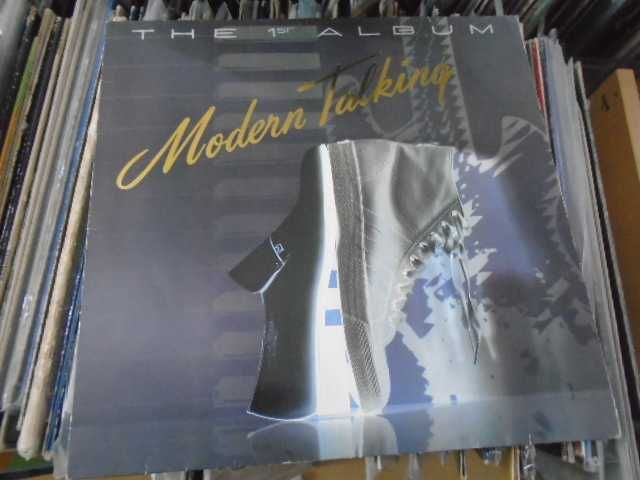 THE 1ST ALBUM
Modern Talking